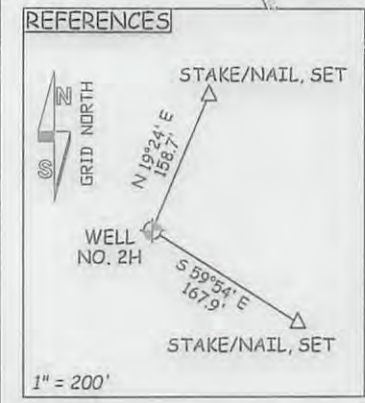 REFERENCES
STAKE/NAIL, SET
N
S
GRID NORTH
N 19°24' E
158.7'
WELL
NO. 2H
S 59°54' E
167.9'
STAKE/NAIL, SET
1" = 200'